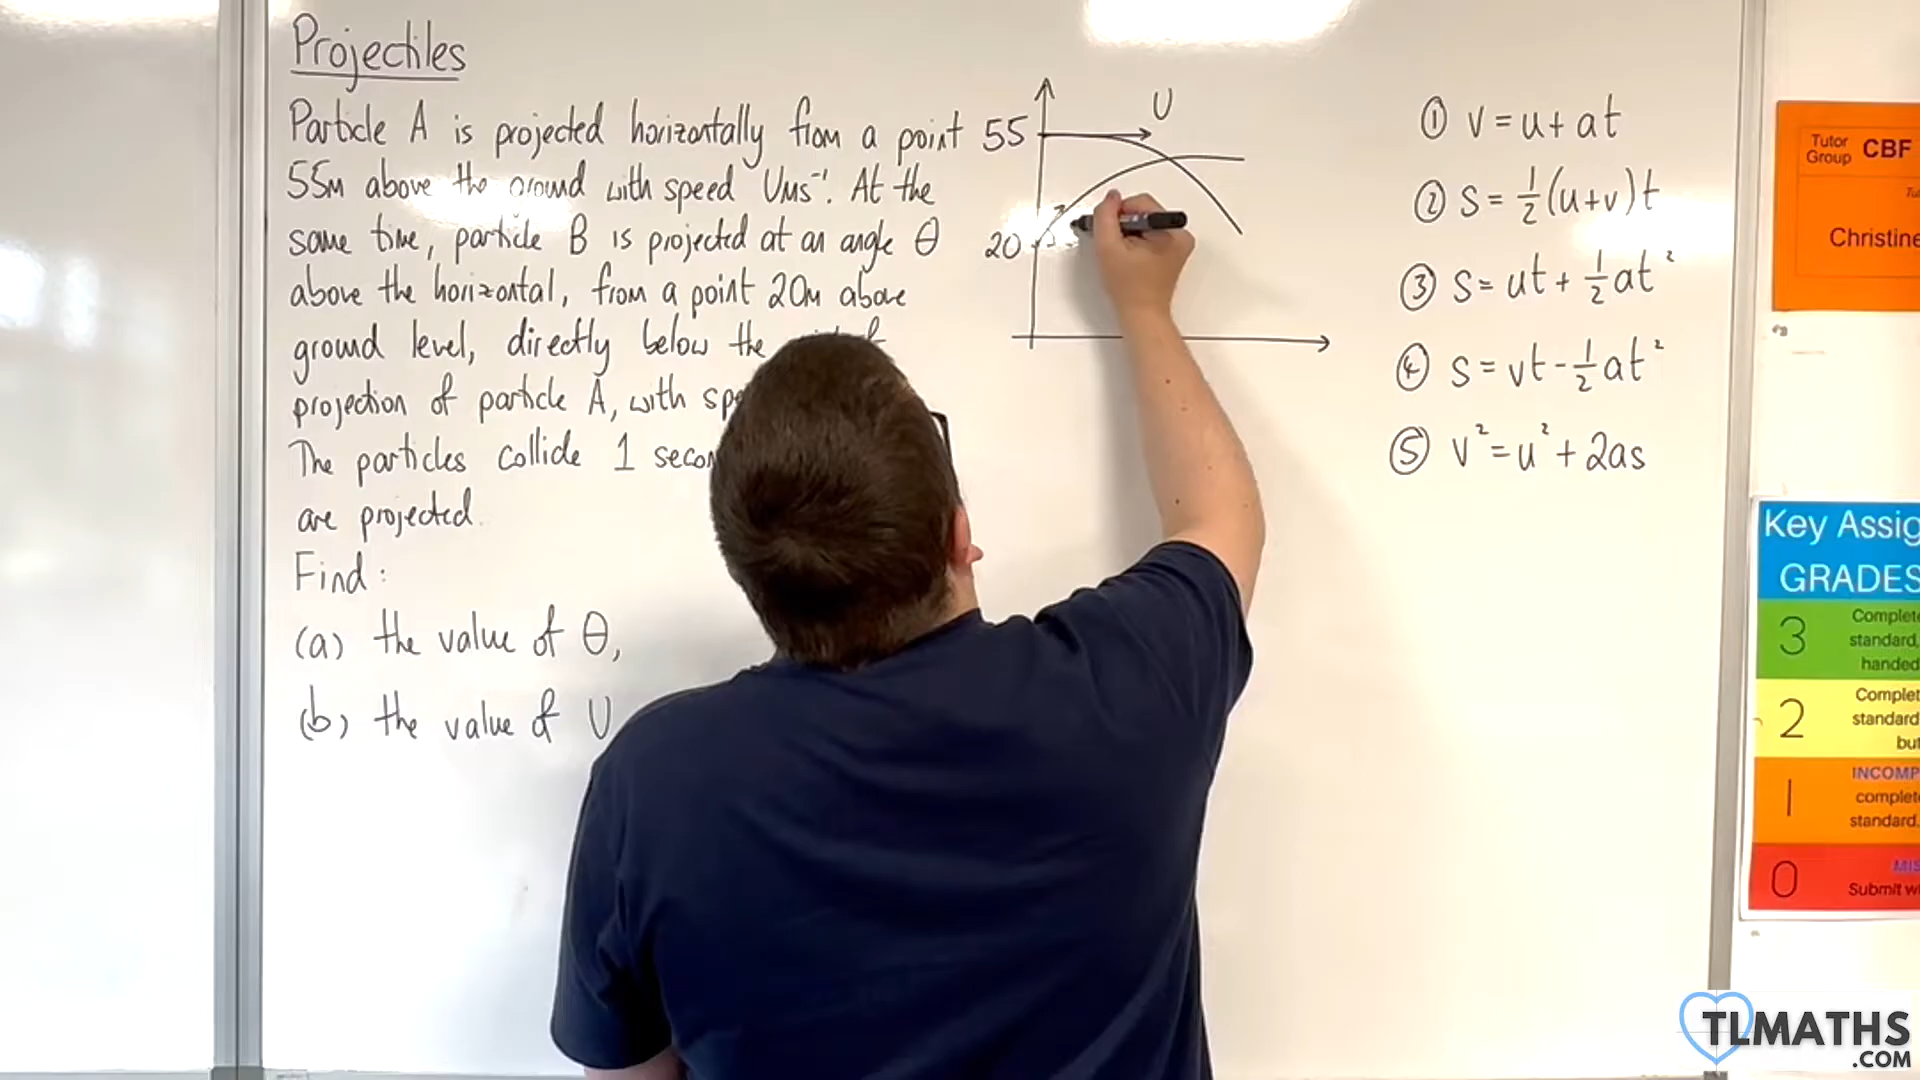 Projectiles
Particle A is projected horizontally from a point
55m above the ground with speed Ums⁻¹. At the
same time, particle B is projected at an angle θ
above the horizontal, from a point 20m above
ground level, directly below the
projection of particle A, with
The particles collide 1
are projected.
Find:
(a) the value of θ,
(b) the value of U
55
U
20
① v = u + at
② s = ½(u+v)t
③ s = ut + ½at²
④ s = vt - ½at²
⑤ v² = u² + 2as
Tutor
Group CBF
Christine
Key Assig
GRADES
3
Complete
standard,
handed
2
Complet
standard
but
1
INCOMP
complete
standard.
0
MIS
Submit w
TLMATHS
.COM